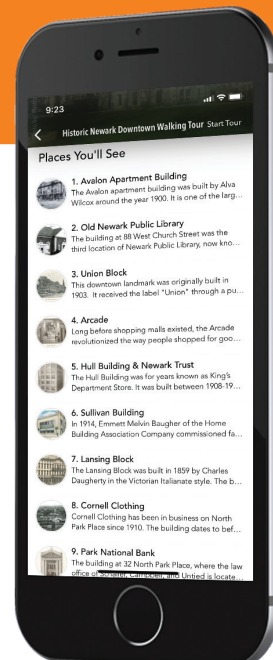 9:23
Historic Newark Downtown Walking Tour Start Tour
Places You'll See
1. Avalon Apartment Building
The Avalon apartment building was built by Alva
Wilcox around the year 1900. It is one of the larg...
2. Old Newark Public Library
The building at 88 West Church Street was the
third location of Newark Public Library, now kno...
3. Union Block
This downtown landmark was originally built in
1903. It received the label "Union" through a pu...
4. Arcade
Long before shopping malls existed, the Arcade
revolutionized the way people shopped for goo...
5. Hull Building & Newark Trust
The Hull Building was for years known as King's
Department Store. It was built between 1908-19...
6. Sullivan Building
In 1914, Emmett Melvin Baugher of the Home
Building Association Company commissioned fa...
7. Lansing Block
The Lansing Block was built in 1859 by Charles
Daugherty in the Victorian Italianate style. The b...
8. Cornell Clothing
Cornell Clothing has been in business on North
Park Place since 1910. The building dates to bef...
9. Park National Bank
The building at 32 North Park Place, where the law
office of Schaller, Campbell, and Untied is locate...